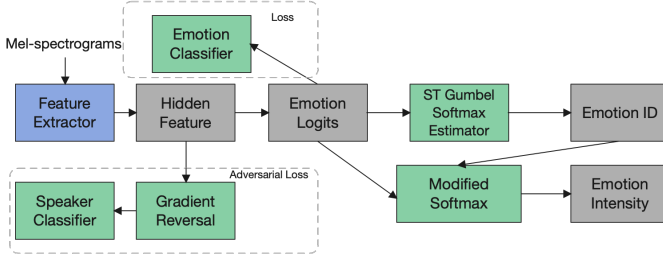 Loss
Emotion
Classifier
Mel-spectrograms
Feature
Extractor
Hidden
Feature
Emotion
Logits
ST Gumbel
Softmax
Estimator
Emotion ID
Adversarial Loss
Speaker
Classifier
Gradient
Reversal
Modified
Softmax
Emotion
Intensity